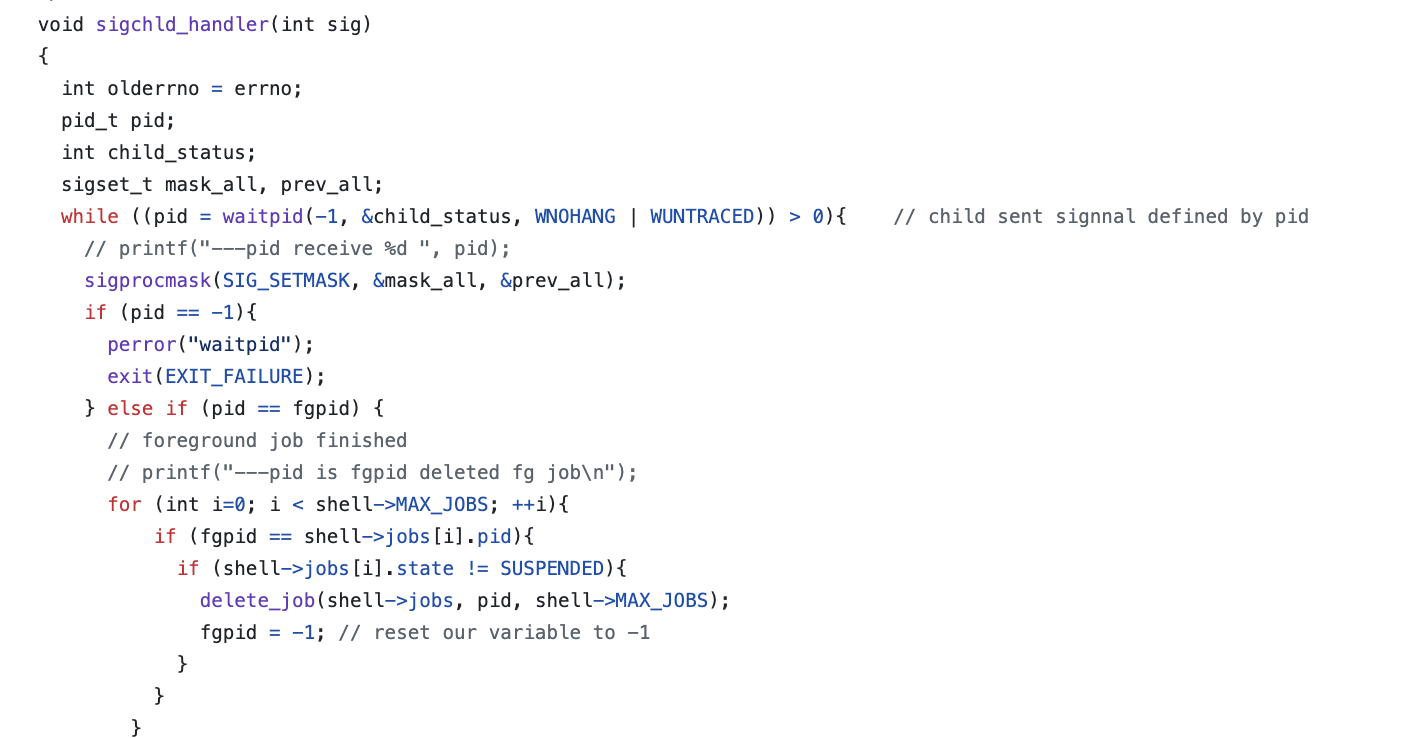 void sigchld_handler(int sig)
{
  int olderrno = errno;
  pid_t pid;
  int child_status;
  sigset_t mask_all, prev_all;
  while ((pid = waitpid(-1, &child_status, WNOHANG | WUNTRACED)) > 0){    // child sent signnal defined by pid
    // printf("---pid receive %d ", pid);
    sigprocmask(SIG_SETMASK, &mask_all, &prev_all);
    if (pid == -1){
      perror("waitpid");
      exit(EXIT_FAILURE);
    } else if (pid == fgpid) {
      // foreground job finished
      // printf("---pid is fgpid deleted fg job\n");
      for (int i=0; i < shell->MAX_JOBS; ++i){
          if (fgpid == shell->jobs[i].pid){
            if (shell->jobs[i].state != SUSPENDED){
              delete_job(shell->jobs, pid, shell->MAX_JOBS);
              fgpid = -1; // reset our variable to -1
            }
          }
        }